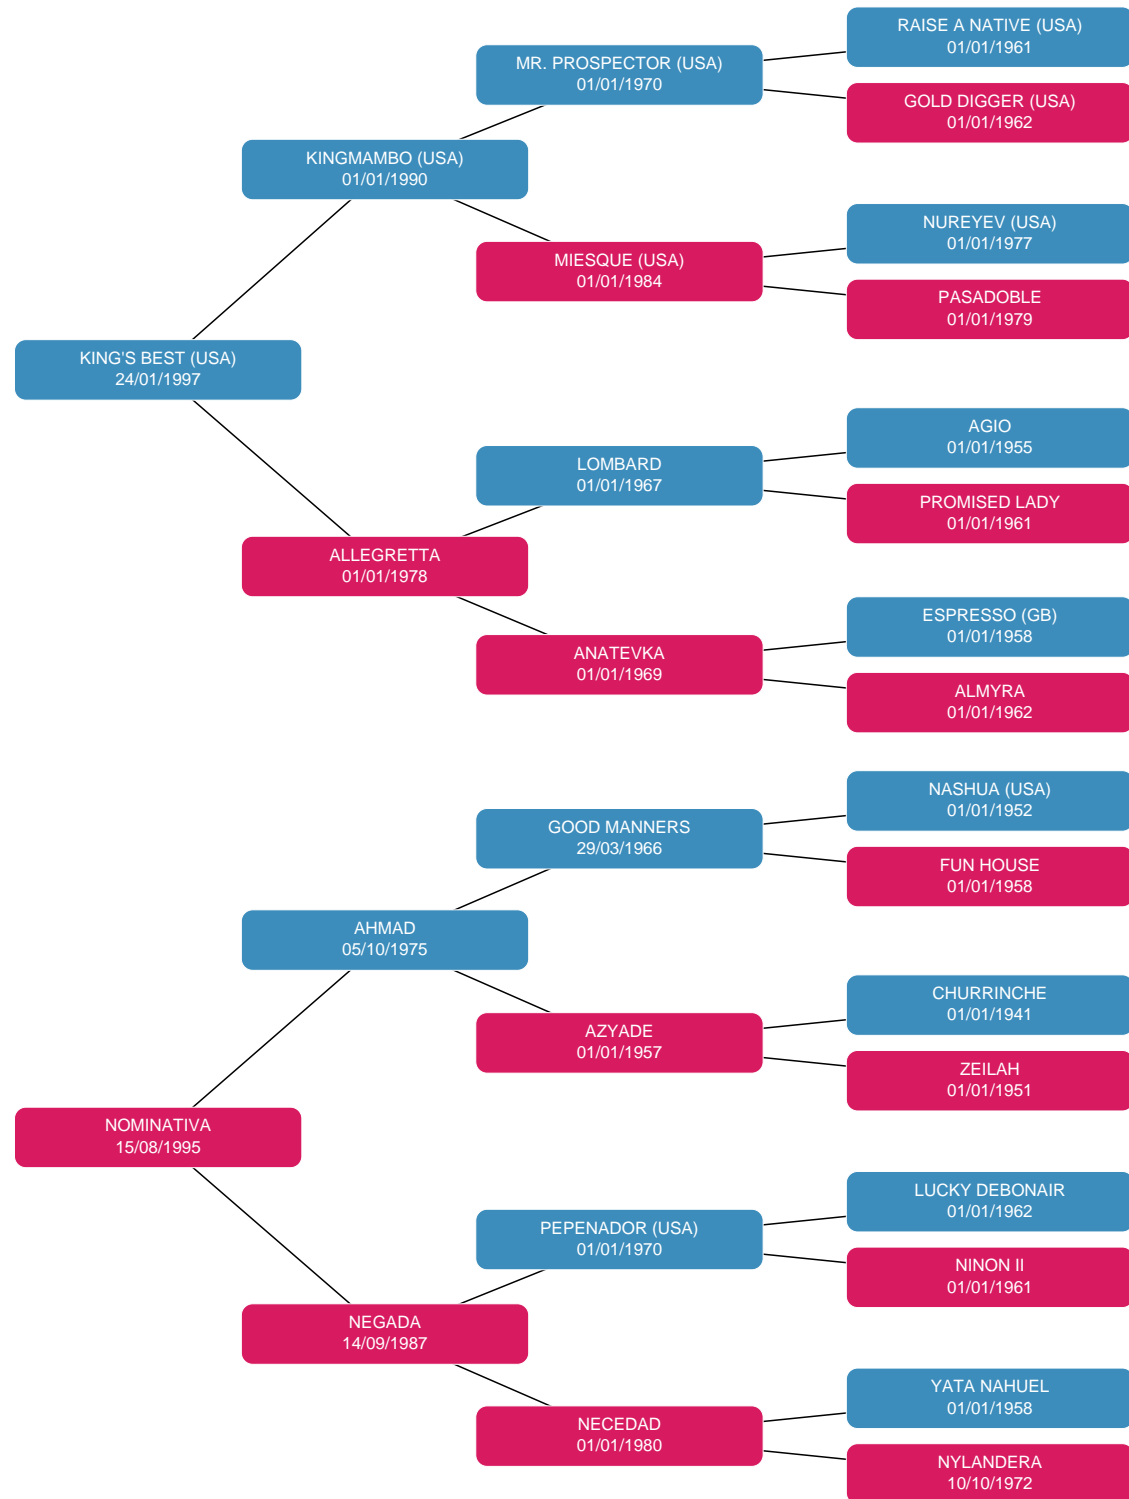 RAISE A NATIVE (USA)
01/01/1961
MR. PROSPECTOR (USA)
01/01/1970
GOLD DIGGER (USA)
01/01/1962
KINGMAMBO (USA)
01/01/1990
NUREYEV (USA)
01/01/1977
MIESQUE (USA)
01/01/1984
PASADOBLE
01/01/1979
KING'S BEST (USA)
24/01/1997
AGIO
01/01/1955
LOMBARD
01/01/1967
PROMISED LADY
01/01/1961
ALLEGRETTA
01/01/1978
ESPRESSO (GB)
01/01/1958
ANATEVKA
01/01/1969
ALMYRA
01/01/1962
NASHUA (USA)
01/01/1952
GOOD MANNERS
29/03/1966
FUN HOUSE
01/01/1958
AHMAD
05/10/1975
CHURRINCHE
01/01/1941
AZYADE
01/01/1957
ZEILAH
01/01/1951
NOMINATIVA
15/08/1995
LUCKY DEBONAIR
01/01/1962
PEPENADOR (USA)
01/01/1970
NINON II
01/01/1961
NEGADA
14/09/1987
YATA NAHUEL
01/01/1958
NECEDAD
01/01/1980
NYLANDERA
10/10/1972